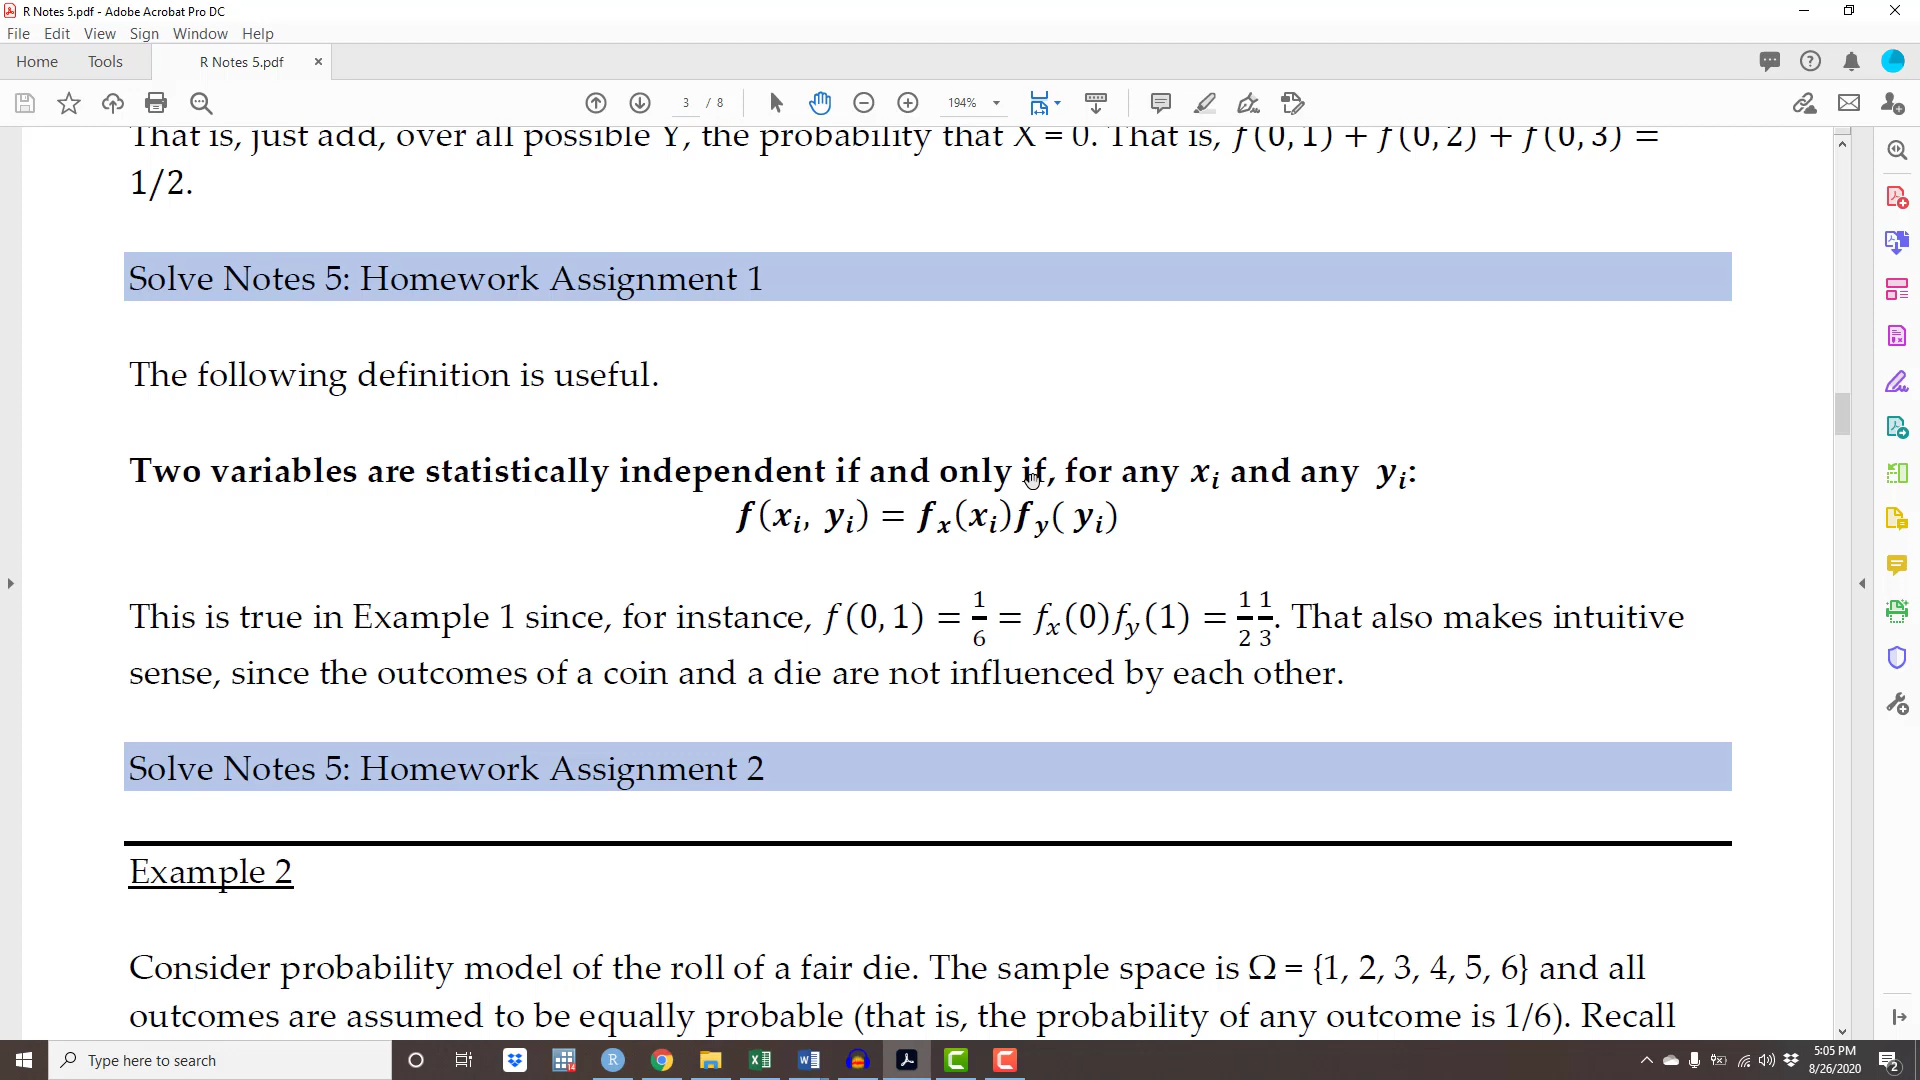 R Notes 5.pdf - Adobe Acrobat Pro DC
File Edit View Sign Window Help
Home Tools R Notes 5.pdf ×
3 / 8 194%
That is, just add, over all possible Y, the probability that X = 0. That is, f(0, 1) + f(0, 2) + f(0, 3) =
1/2.
Solve Notes 5: Homework Assignment 1
The following definition is useful.
Two variables are statistically independent if and only if, for any xᵢ and any yᵢ:
f(xᵢ, yᵢ) = fₓ(xᵢ)f_y( yᵢ)
This is true in Example 1 since, for instance, f(0, 1) = 1/6 = fₓ(0)f_y(1) = 1/2 1/3. That also makes intuitive
sense, since the outcomes of a coin and a die are not influenced by each other.
Solve Notes 5: Homework Assignment 2
Example 2
Consider probability model of the roll of a fair die. The sample space is Ω = {1, 2, 3, 4, 5, 6} and all
outcomes are assumed to be equally probable (that is, the probability of any outcome is 1/6). Recall
Type here to search
5:05 PM
8/26/2020